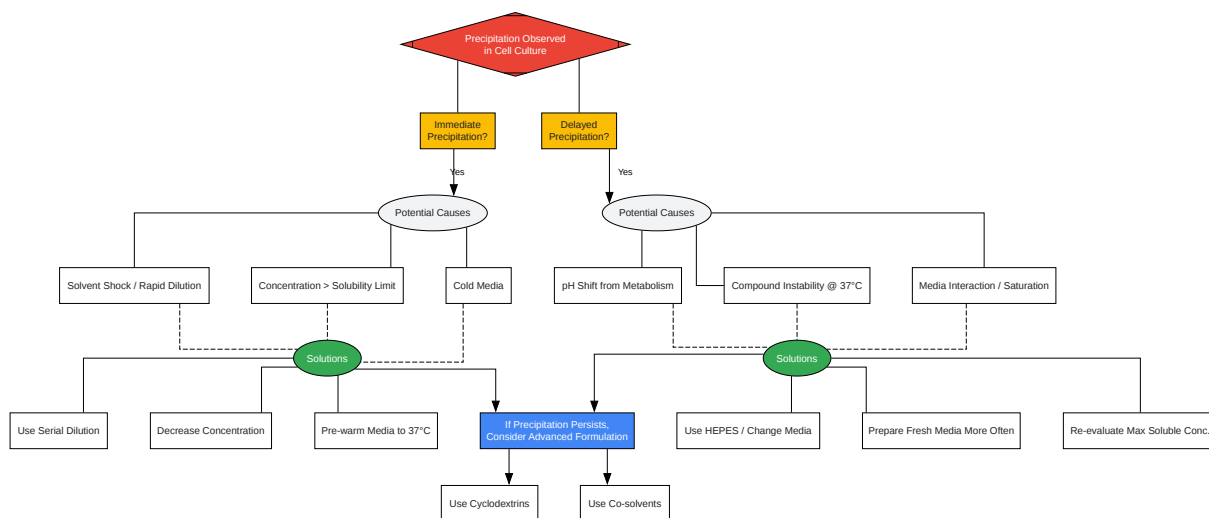 Precipitation Observed
in Cell Culture
Immediate
Precipitation?
Delayed
Precipitation?
Yes
Yes
Potential Causes
Potential Causes
Solvent Shock / Rapid Dilution
Concentration > Solubility Limit
Cold Media
pH Shift from Metabolism
Compound Instability @ 37°C
Media Interaction / Saturation
Solutions
Solutions
Use Serial Dilution
Decrease Concentration
Pre-warm Media to 37°C
If Precipitation Persists,
Consider Advanced Formulation
Use HEPES / Change Media
Prepare Fresh Media More Often
Re-evaluate Max Soluble Conc.
Use Cyclodextrins
Use Co-solvents